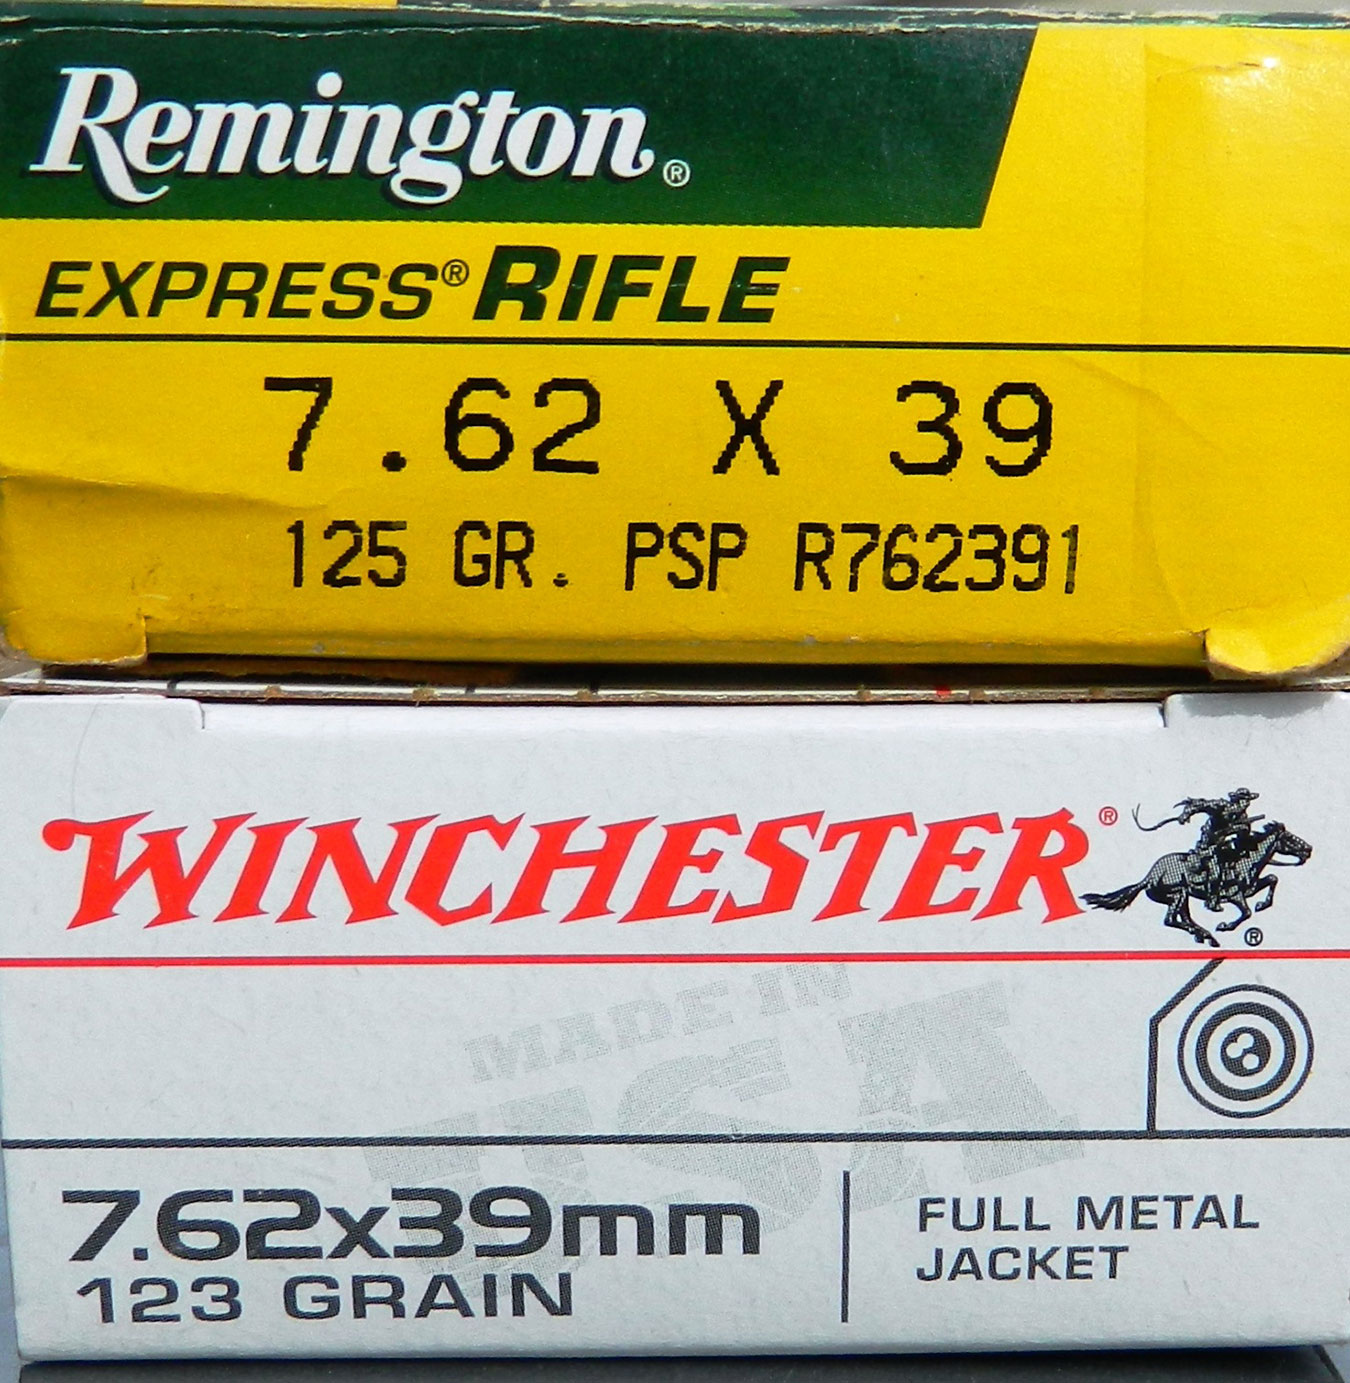 Remington®
EXPRESS® RIFLE
7.62 X 39
125 GR. PSP R762391
WINCHESTER®
®
MADE IN
USA
7.62x39mm
123 GRAIN
FULL METAL
JACKET